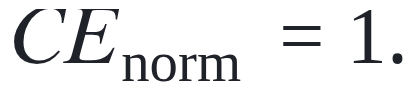 CE_norm = 1.